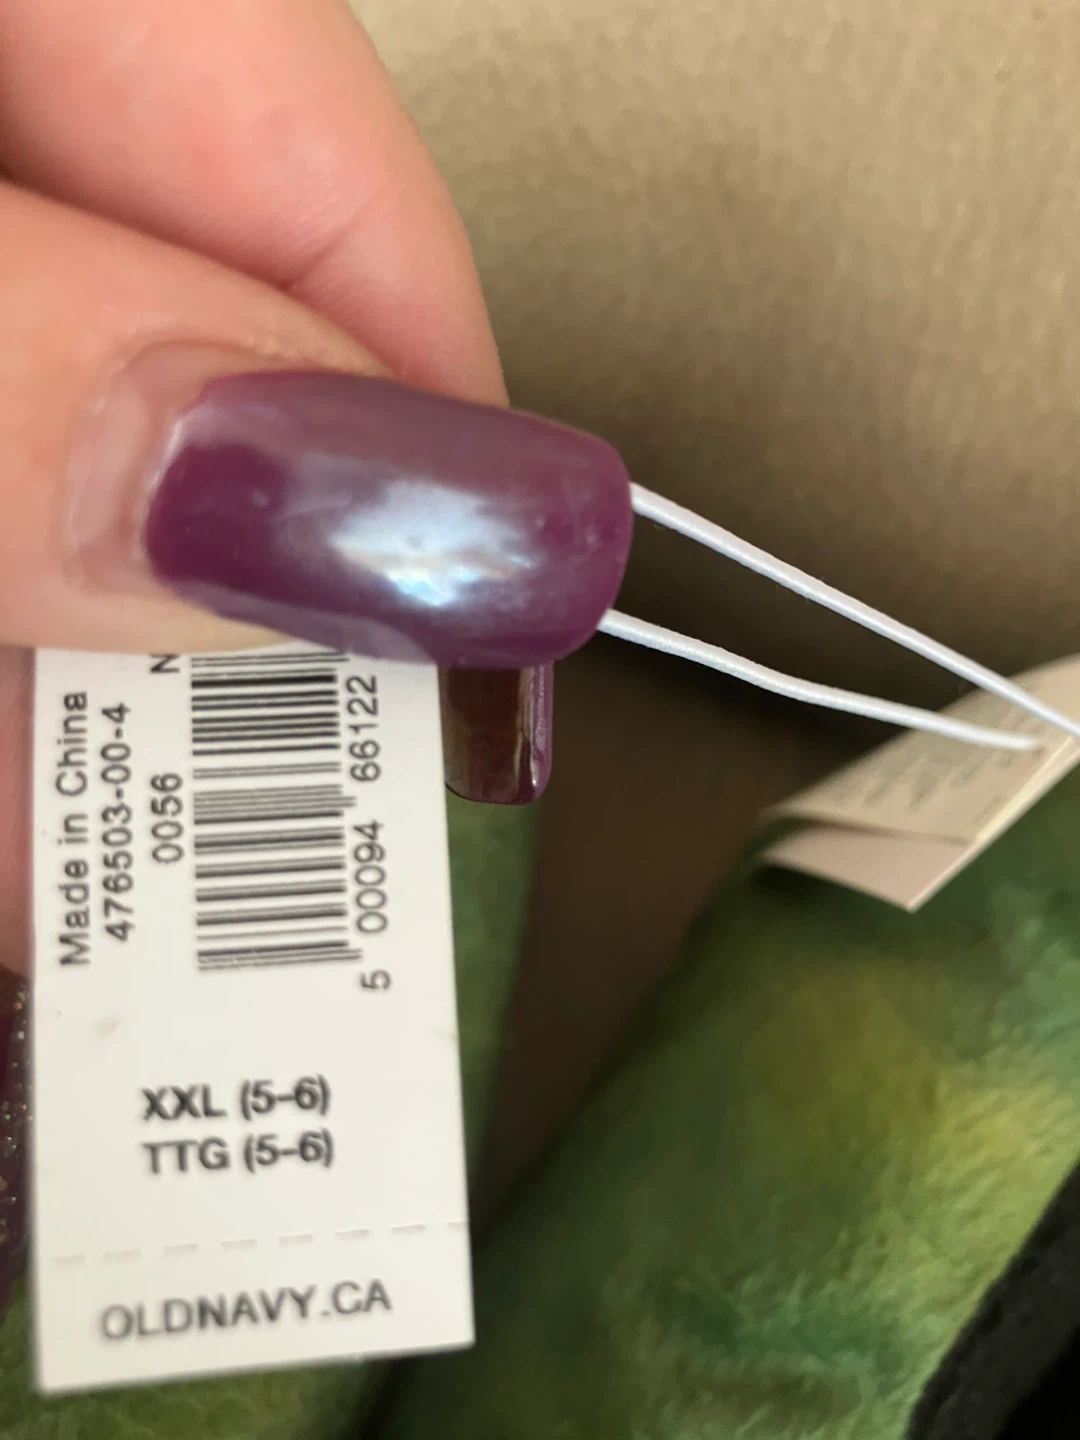 Made in China
476503-00-4
0056
N
5 00094 66122
XXL (5–6)
TTG (5–6)
OLDNAVY.CA